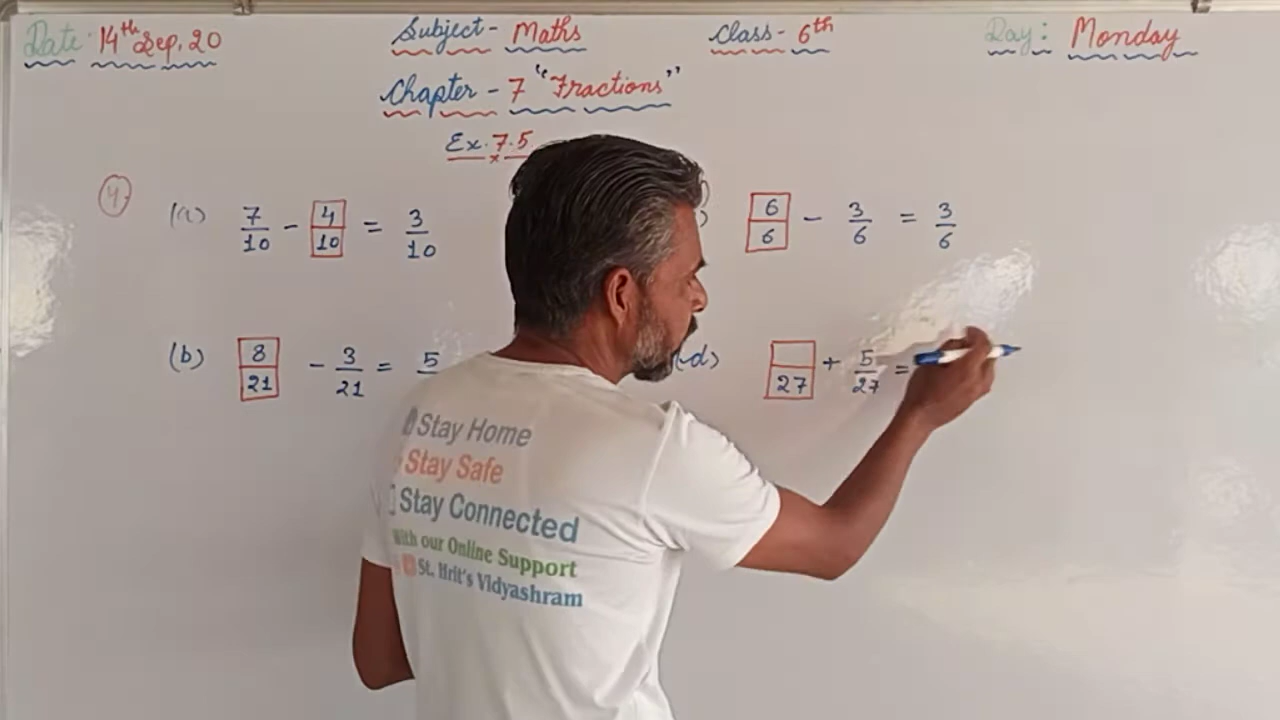 Date: 14th Sep, 20 Subject- Maths Class- 6th Day: Monday
Chapter - 7 "Fractions"
Ex. 7.5
4. (a) 7/10 - 4/10 = 3/10
6/6 - 3/6 = 3/6
(b) 8/21 - 3/21 = 5
(d) /27 + 5/27 =
Stay Home
Stay Safe
Stay Connected
With our Online Support
St. Hrit's Vidyashram